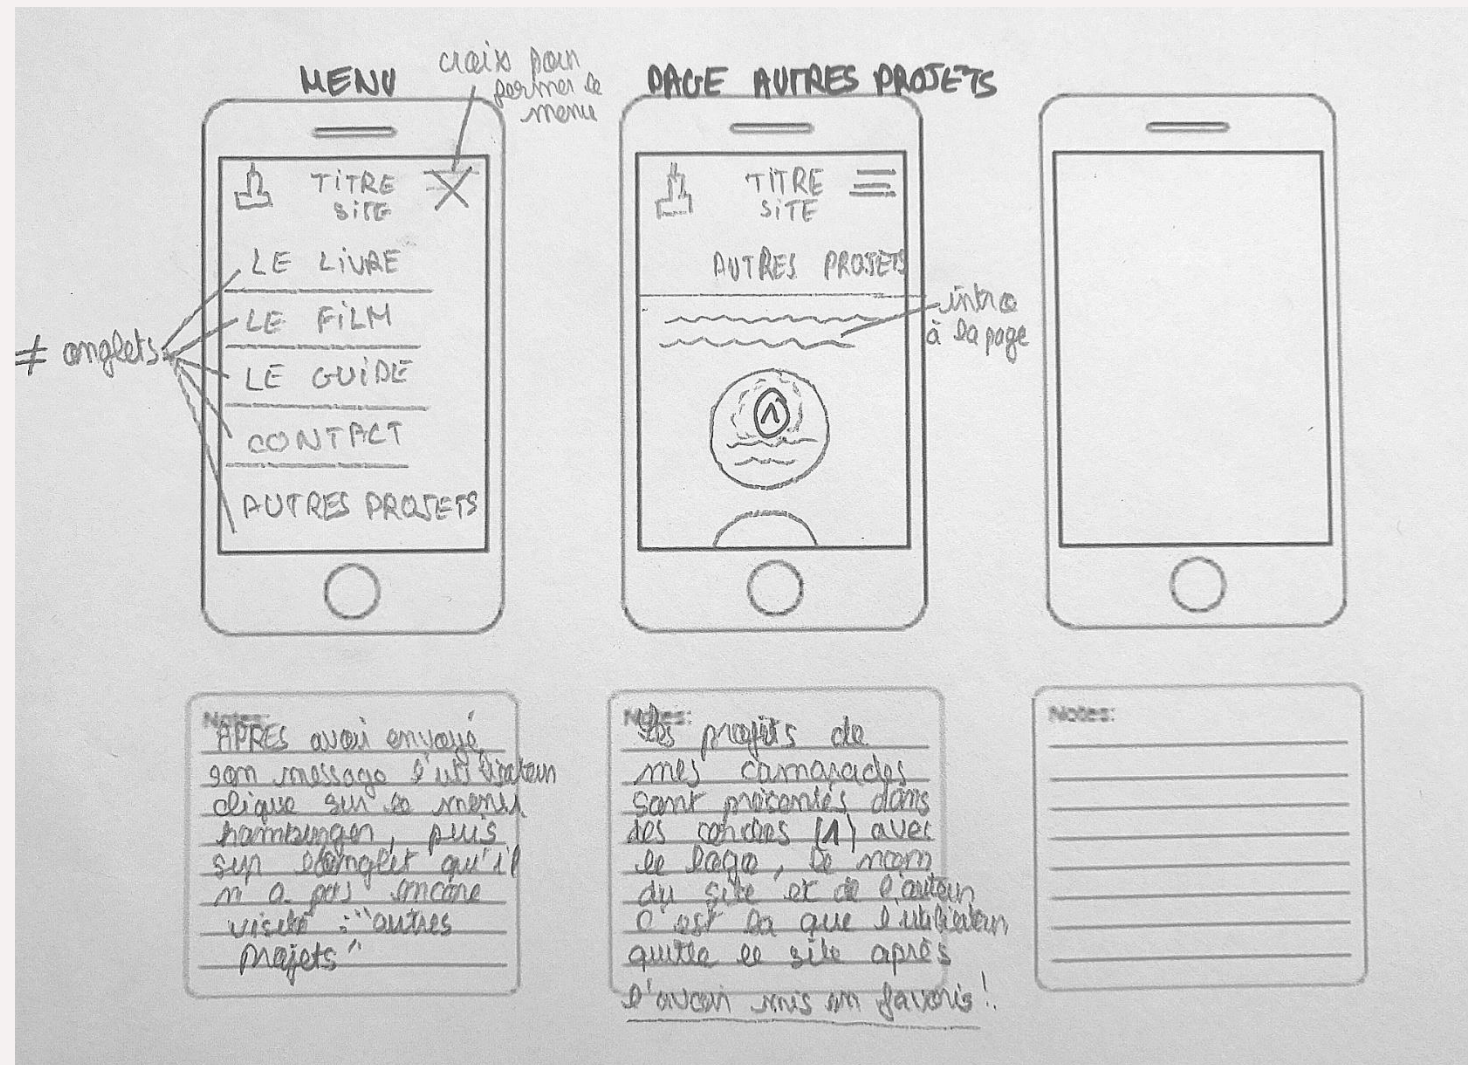 MENU
croix pour
fermer le
menu
TiTRE
SiTE
LE LiVRE
LE FiLM
LE GUiDE
CONTACT
AUTRES PROJETS
≠ onglets
Notes:
APRES avoir envoyé
son message l'utilisateur
clique sur le menu
hamburger, puis
sur l'onglet qu'il
n'a pas encore
visité : "autres
projets"
PAGE AUTRES PROJETS
TiTRE
SiTE
AUTRES PROJETS
intro
à la page
1
Notes:
Les projets de
mes camarades
sont présentés dans
des cercles (1) avec
le logo, le nom
du site et de l'auteur
C'est là que l'utilisateur
quitte le site après
l'avoir mis en favoris !
Notes: